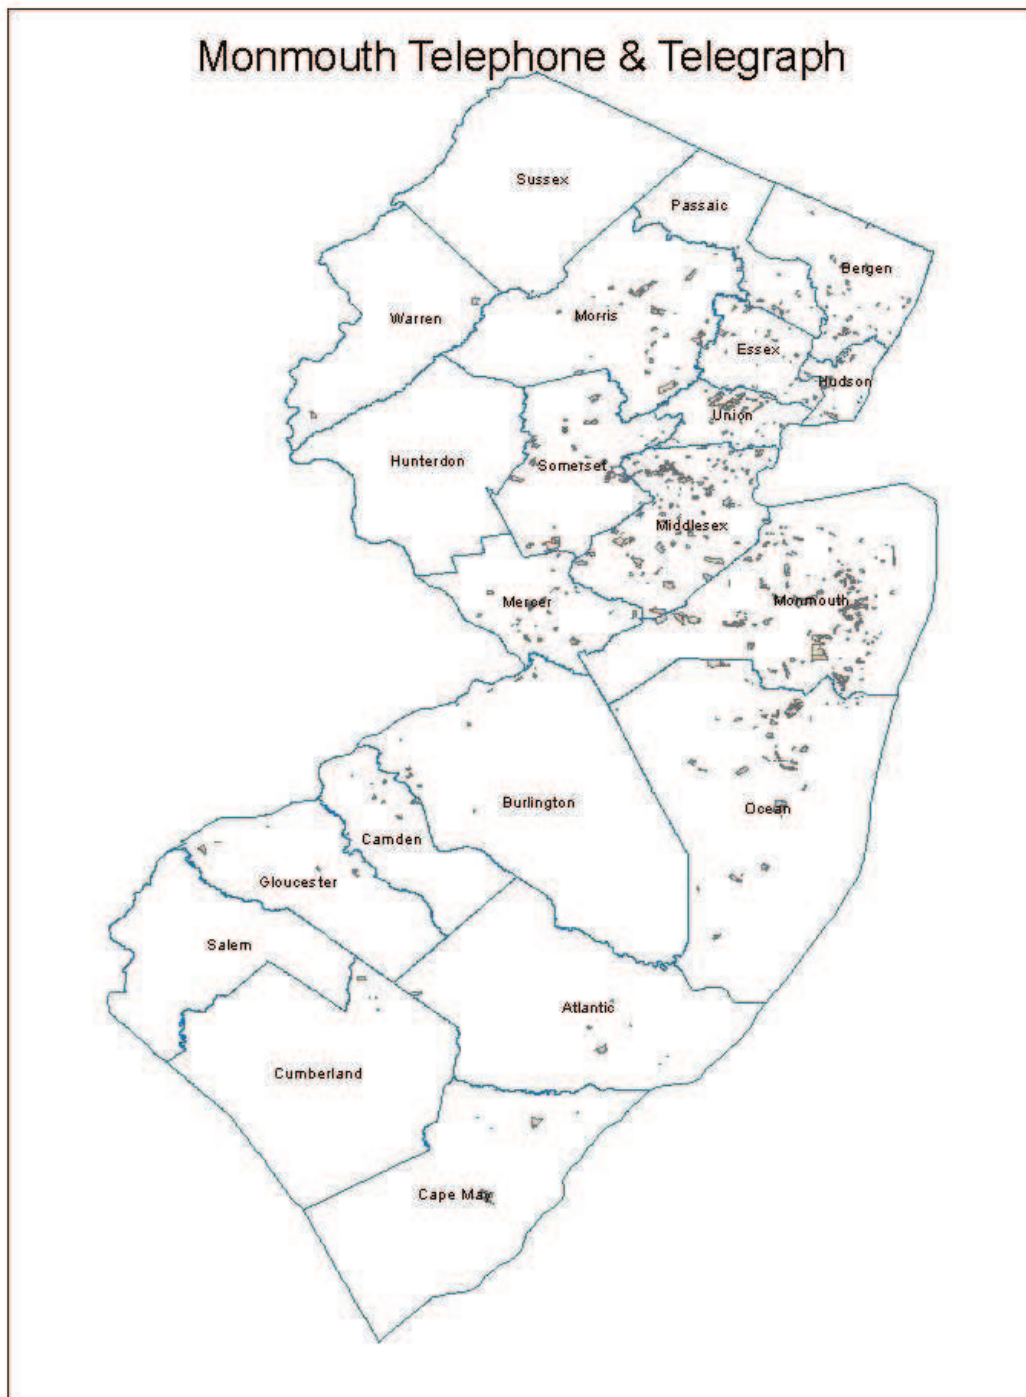 Monmouth Telephone & Telegraph
Sussex
Passaic
Bergen
Morris
Warren
Essex
Hudson
Union
Hunterdon
Somerset
Middlesex
Mercer
Monmouth
Burlington
Ocean
Camden
Gloucester
Salem
Atlantic
Cumberland
Cape May